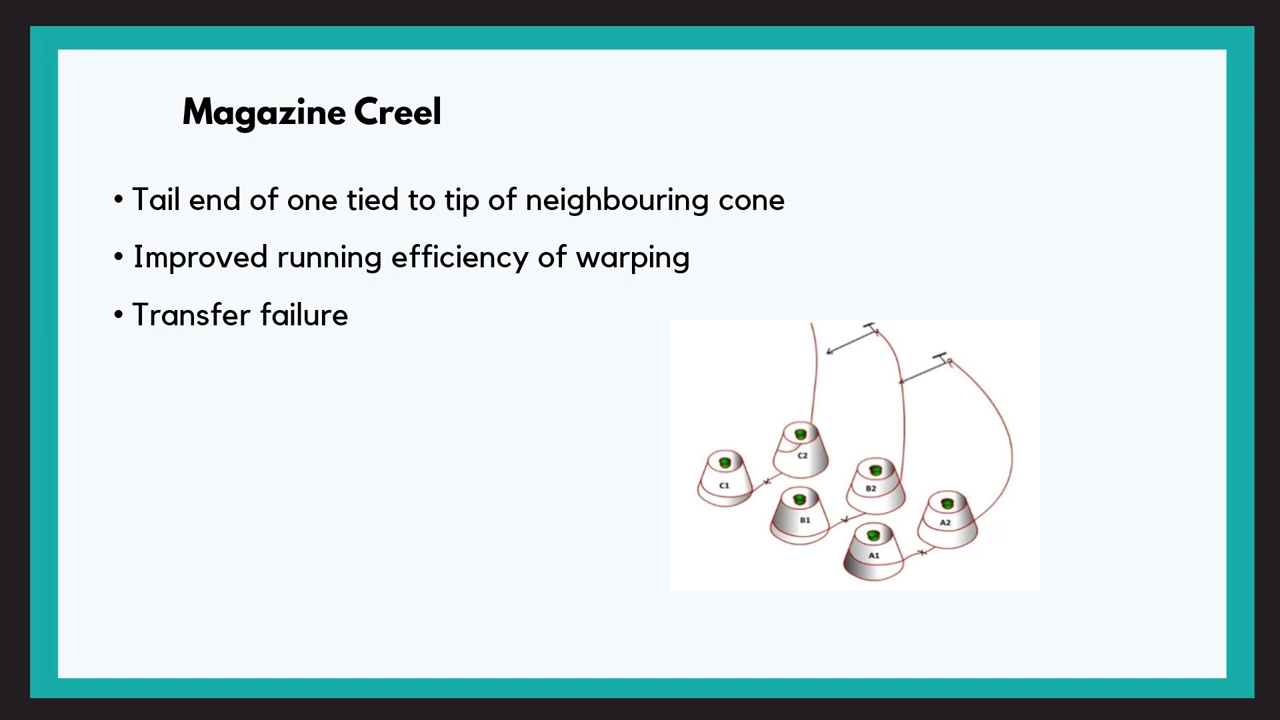 Magazine Creel
• Tail end of one tied to tip of neighbouring cone
• Improved running efficiency of warping
• Transfer failure
C2
C1
B2
B1
A2
A1